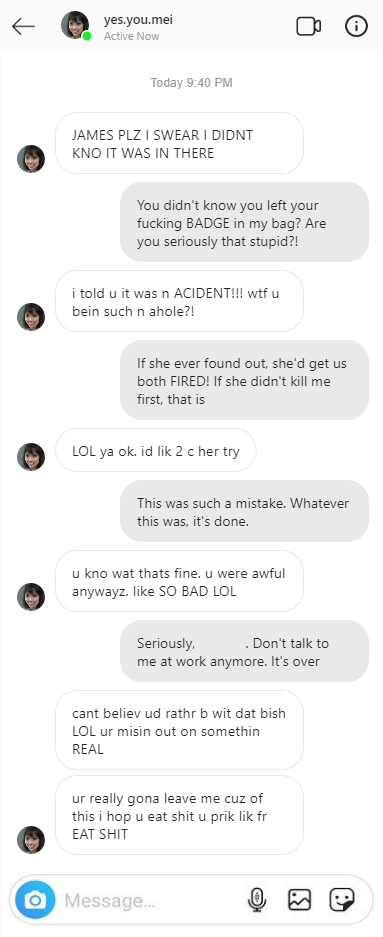 yes.you.mei
Active Now
Today 9:40 PM
JAMES PLZ I SWEAR I DIDNT
KNO IT WAS IN THERE
You didn't know you left your
fucking BADGE in my bag? Are
you seriously that stupid?!
i told u it was n ACIDENT!!! wtf u
bein such n ahole?!
If she ever found out, she'd get us
both FIRED! If she didn't kill me
first, that is
LOL ya ok. id lik 2 c her try
This was such a mistake. Whatever
this was, it's done.
u kno wat thats fine. u were awful
anywayz. like SO BAD LOL
Seriously, . Don't talk to
me at work anymore. It's over
cant believ ud rathr b wit dat bish
LOL ur misin out on somethin
REAL
ur really gona leave me cuz of
this i hop u eat shit u prik lik fr
EAT SHIT
Message...